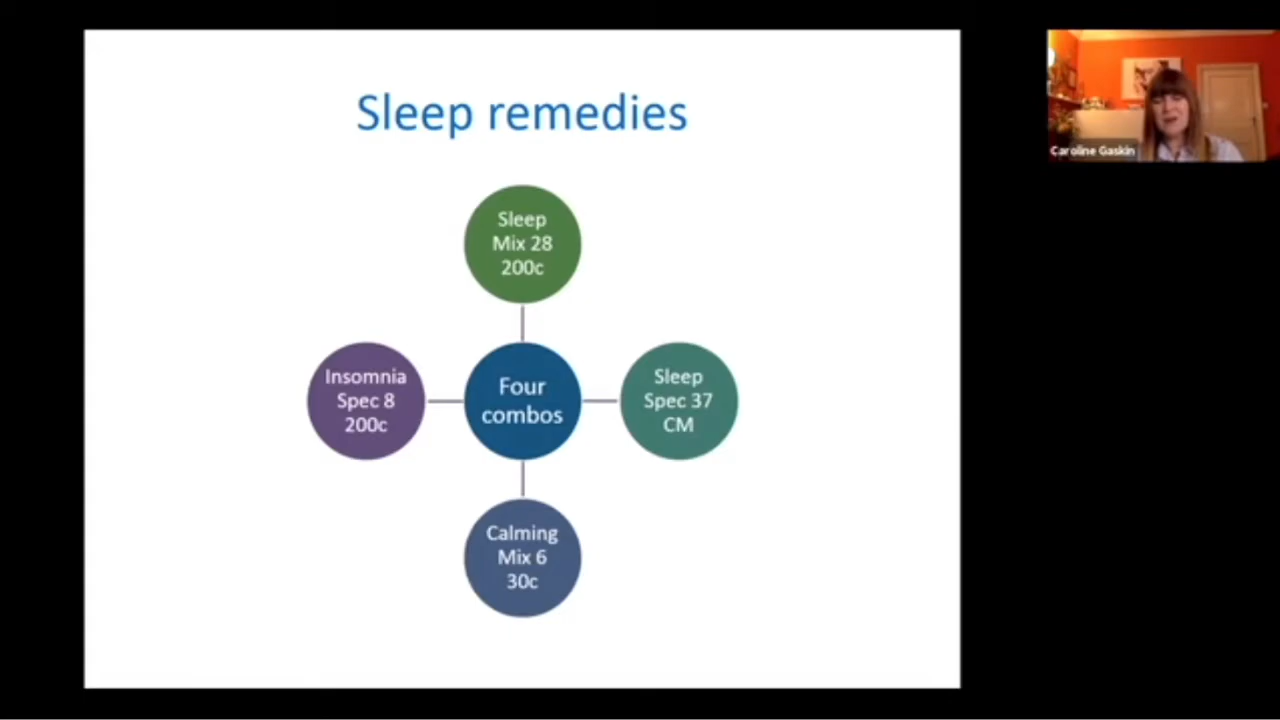 Sleep remedies
Sleep
Mix 28
200c
Insomnia
Spec 8
200c
Four
combos
Sleep
Spec 37
CM
Calming
Mix 6
30c
Caroline Gaskin